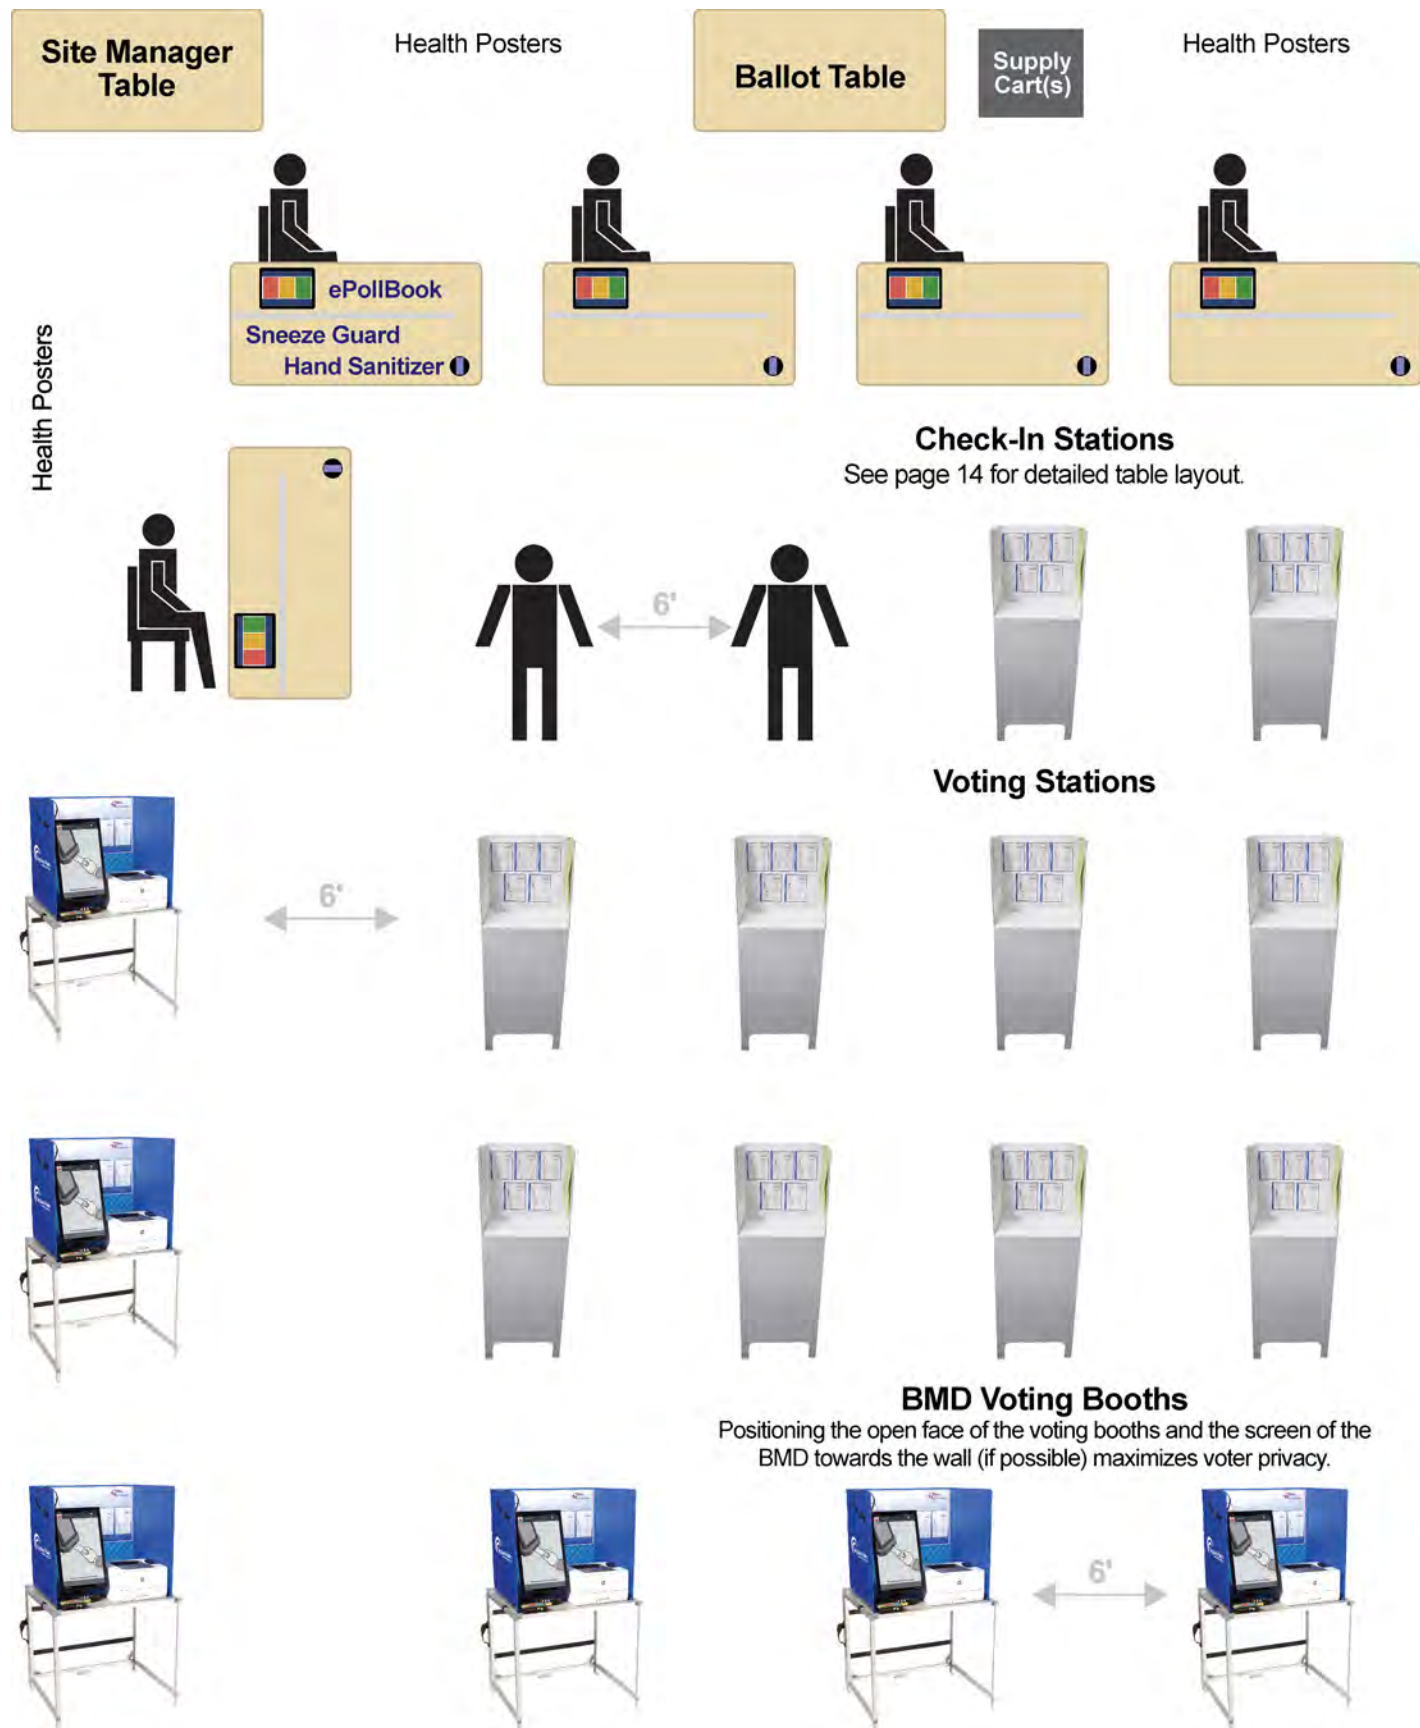 Site Manager
Table
Health Posters
Ballot Table
Supply
Cart(s)
Health Posters
ePollBook
Sneeze Guard
Hand Sanitizer
Health Posters
Check-In Stations
See page 14 for detailed table layout.
6'
Voting Stations
6'
BMD Voting Booths
Positioning the open face of the voting booths and the screen of the
BMD towards the wall (if possible) maximizes voter privacy.
6'